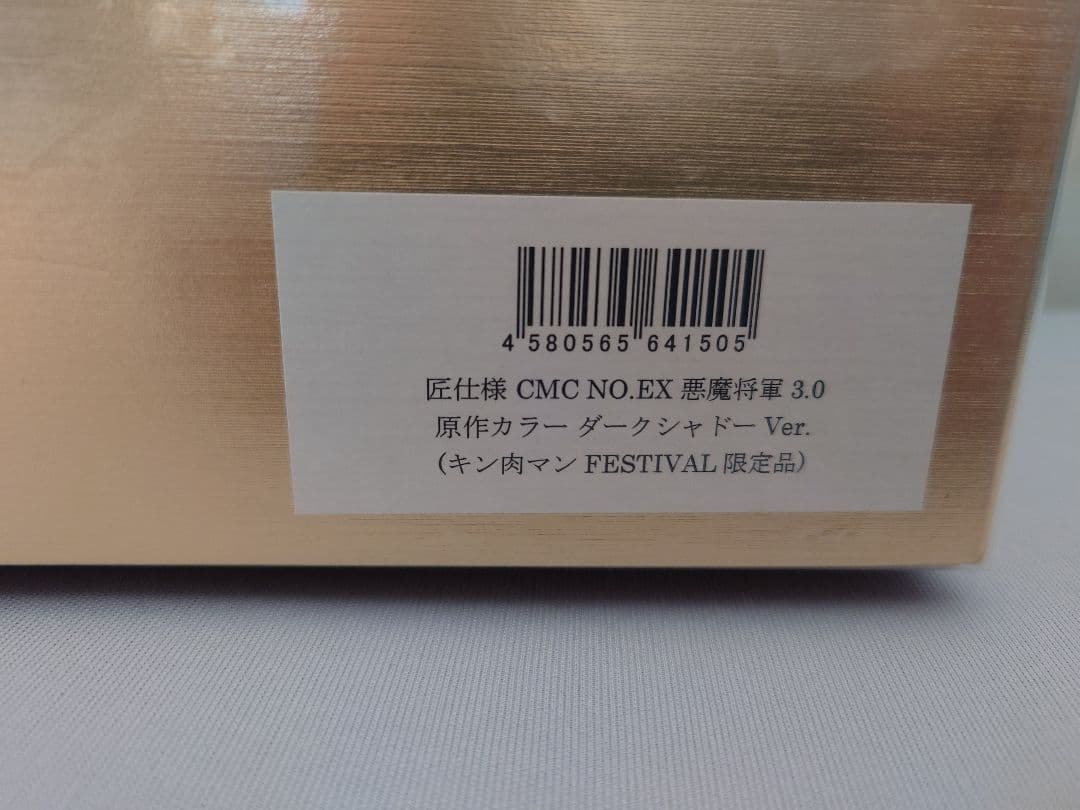 4 580565 641505
匠仕様 CMC NO.EX 悪魔将軍 3.0
原作カラー ダークシャドー Ver.
（キン肉マン FESTIVAL 限定品）